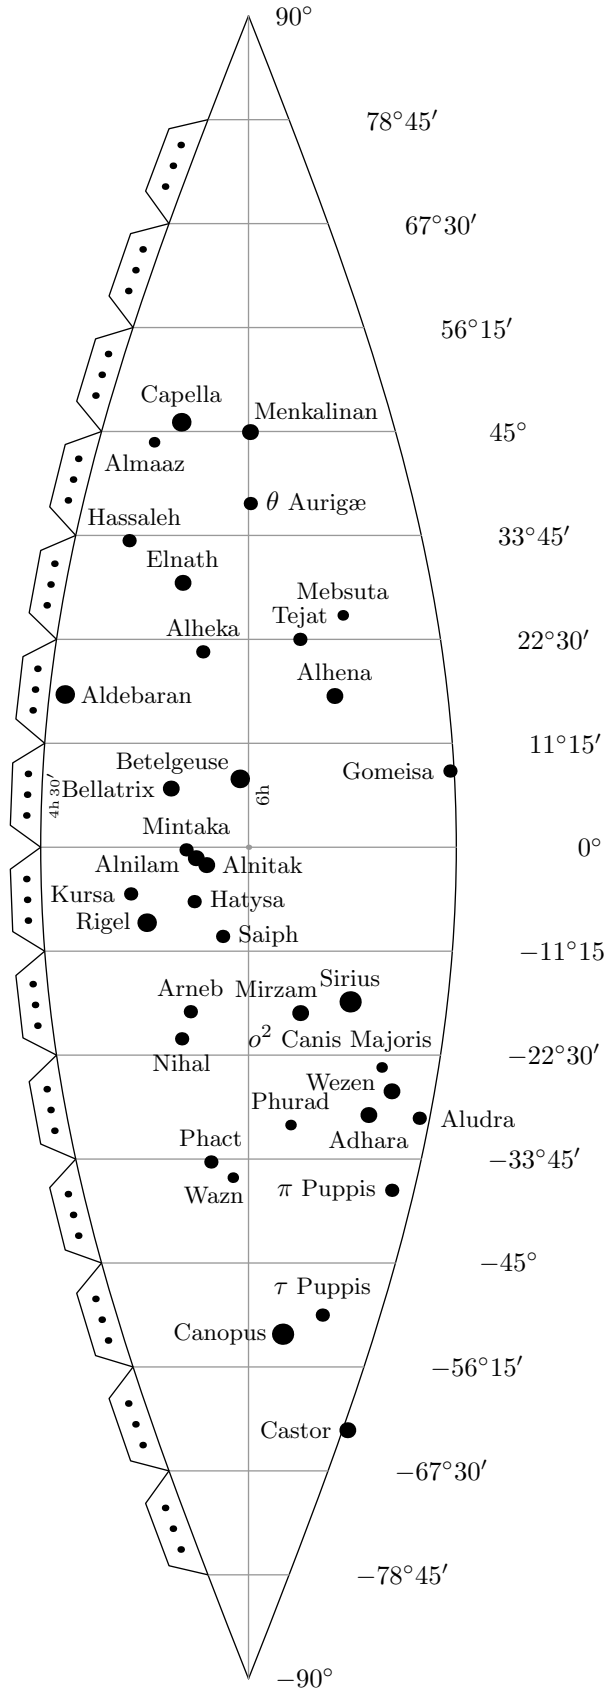 90°
78°45′
67°30′
56°15′
Capella
Menkalinan
45°
Almaaz
θ Aurigæ
Hassaleh
33°45′
Elnath
Mebsuta
Tejat
Alheka
22°30′
Alhena
Aldebaran
11°15′
Betelgeuse
Gomeisa
4h 30′
Bellatrix
6h
Mintaka
0°
Alnilam
Alnitak
Kursa
Hatysa
Rigel
Saiph
−11°15
Sirius
Arneb
Mirzam
o² Canis Majoris
Nihal
−22°30′
Wezen
Phurad
Aludra
Adhara
Phact
−33°45′
Wazn
π Puppis
−45°
τ Puppis
Canopus
−56°15′
Castor
−67°30′
−78°45′
−90°